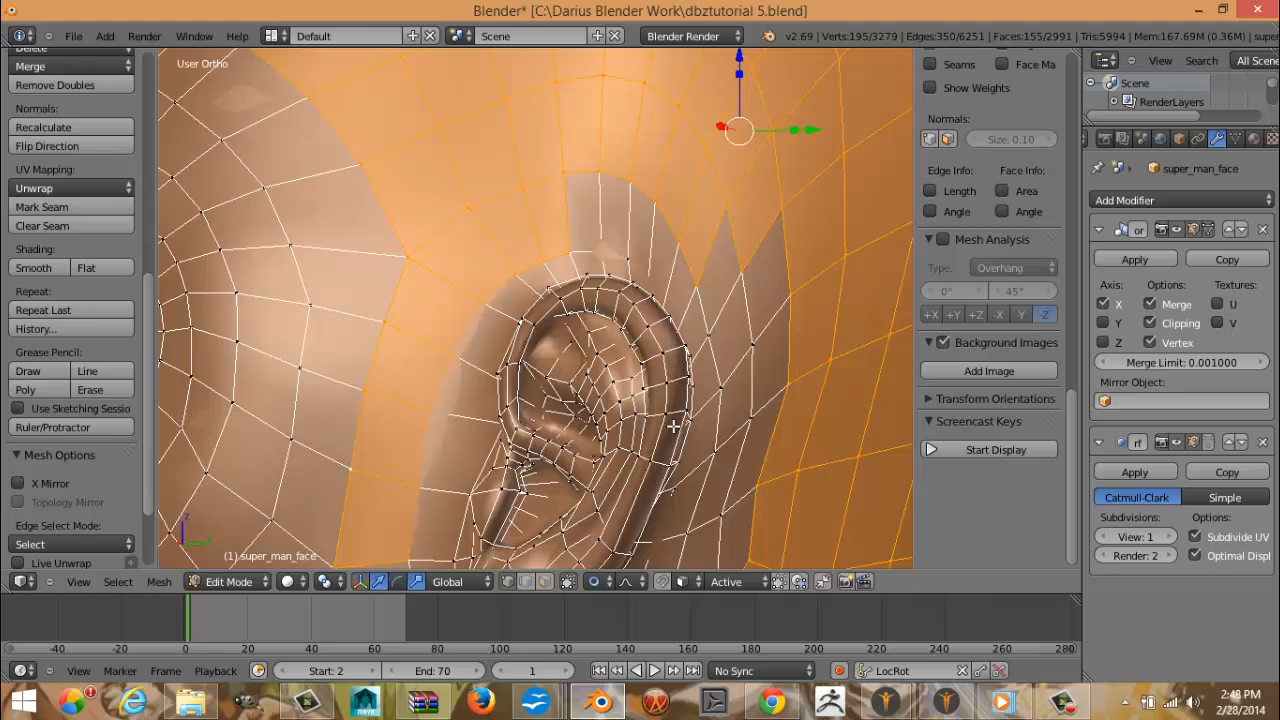 Blender* [C:\Darius Blender Work\dbztutorial 5.blend]
File Add Render Window Help Default Scene Blender Render v2.69 | Verts:195/3279 | Edges:350/6251 | Faces:155/2991 | Tris:5994 | Mem:167.69M (0.36M) | super
Merge
Remove Doubles
Normals:
Recalculate
Flip Direction
UV Mapping:
Unwrap
Mark Seam
Clear Seam
Shading:
Smooth Flat
Repeat:
Repeat Last
History...
Grease Pencil:
Draw Line
Poly Erase
Use Sketching Sessio
Ruler/Protractor
Mesh Options
X Mirror
Topology Mirror
Edge Select Mode:
Select
Live Unwrap
User Ortho
(1) super_man_face
Seams Face Ma
Show Weights
Normals:
Size: 0.10
Edge Info: Face Info:
Length Area
Angle Angle
Mesh Analysis
Type: Overhang
0° 45°
+X +Y +Z -X -Y -Z
Background Images
Add Image
Transform Orientations
Screencast Keys
Start Display
View Search All Scene
Scene
RenderLayers
super_man_face
Add Modifier
or
Apply Copy
Axis: Options: Textures:
X Merge U
Y Clipping V
Z Vertex
Merge Limit: 0.001000
Mirror Object:
rf
Apply Copy
Catmull-Clark Simple
Subdivisions: Options:
View: 1 Subdivide UV
Render: 2 Optimal Displ
View Select Mesh Edit Mode Global Active
-40 -20 0 20 40 60 80 100 120 140 160 180 200 220 240 260 280
View Marker Frame Playback Start: 2 End: 70 1 No Sync LocRot
2:48 PM
2/28/2014